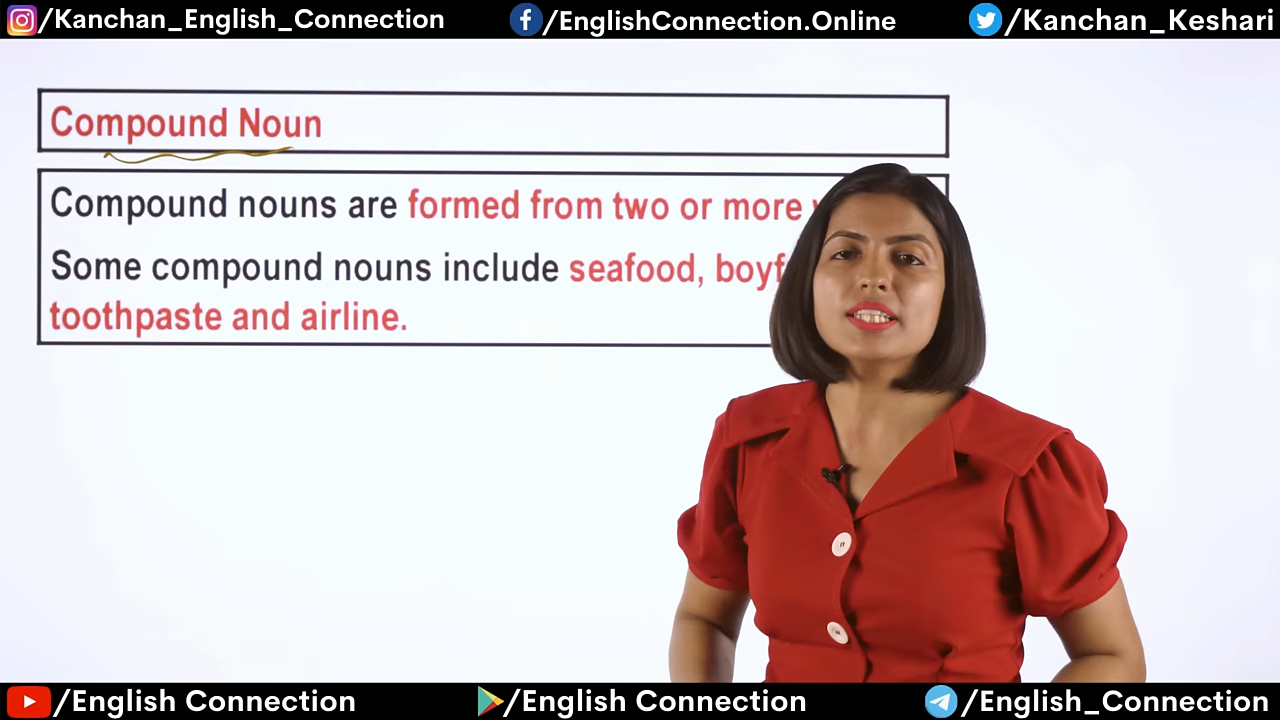 /Kanchan_English_Connection
/EnglishConnection.Online
/Kanchan_Keshari
Compound Noun
Compound nouns are formed from two or more
Some compound nouns include seafood,
toothpaste and airline.
/English Connection
/English Connection
/English_Connection